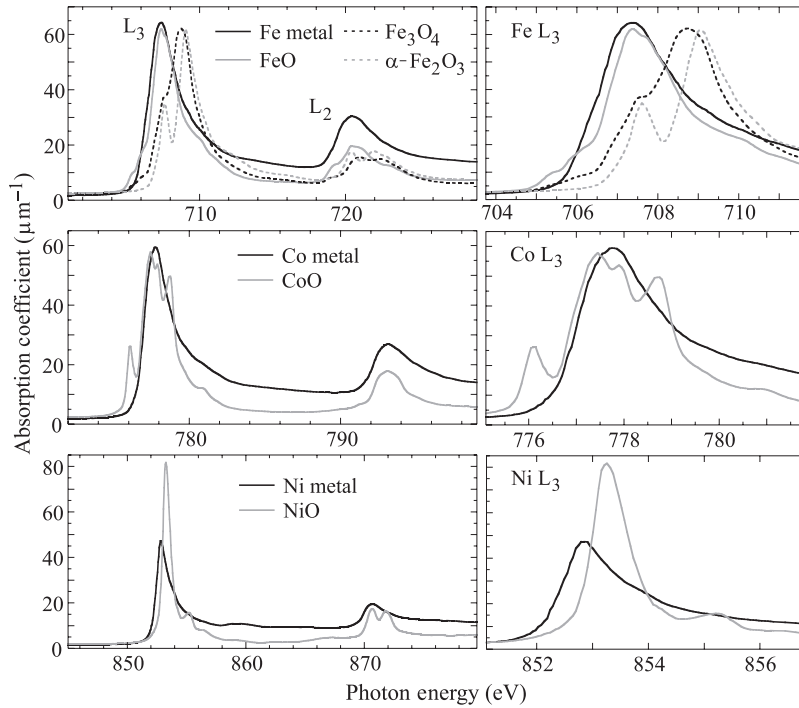 L₃
Fe metal
Fe₃O₄
FeO
α-Fe₂O₃
L₂
60
40
20
0
710
720
Fe L₃
704
706
708
710
Absorption coefficient (μm⁻¹)
Co metal
CoO
60
40
20
0
780
790
Co L₃
776
778
780
Ni metal
NiO
80
60
40
20
0
850
860
870
Ni L₃
852
854
856
Photon energy (eV)